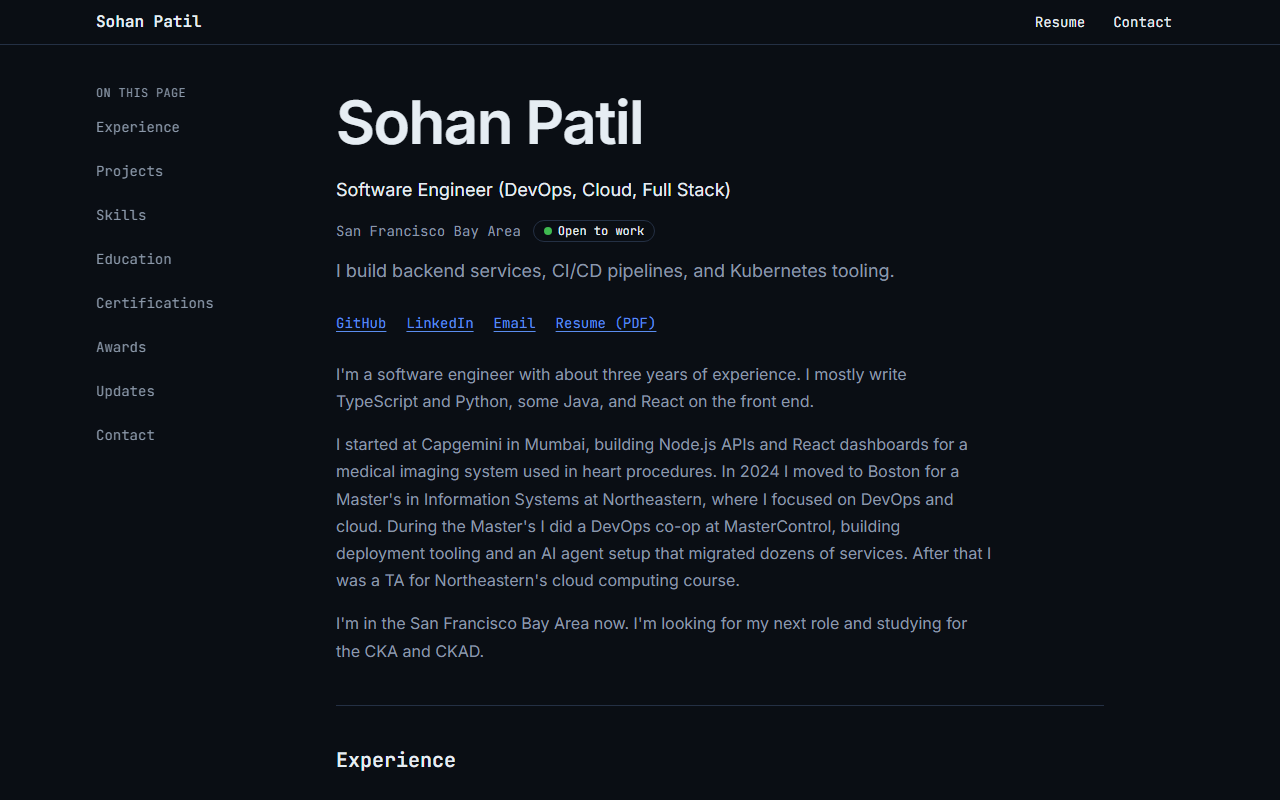 Sohan Patil
Resume
Contact
ON THIS PAGE
Experience
Projects
Skills
Education
Certifications
Awards
Updates
Contact
Sohan Patil
Software Engineer (DevOps, Cloud, Full Stack)
San Francisco Bay Area
Open to work
I build backend services, CI/CD pipelines, and Kubernetes tooling.
GitHub
LinkedIn
Email
Resume (PDF)
I'm a software engineer with about three years of experience. I mostly write
TypeScript and Python, some Java, and React on the front end.
I started at Capgemini in Mumbai, building Node.js APIs and React dashboards for a
medical imaging system used in heart procedures. In 2024 I moved to Boston for a
Master's in Information Systems at Northeastern, where I focused on DevOps and
cloud. During the Master's I did a DevOps co-op at MasterControl, building
deployment tooling and an AI agent setup that migrated dozens of services. After that I
was a TA for Northeastern's cloud computing course.
I'm in the San Francisco Bay Area now. I'm looking for my next role and studying for
the CKA and CKAD.
Experience